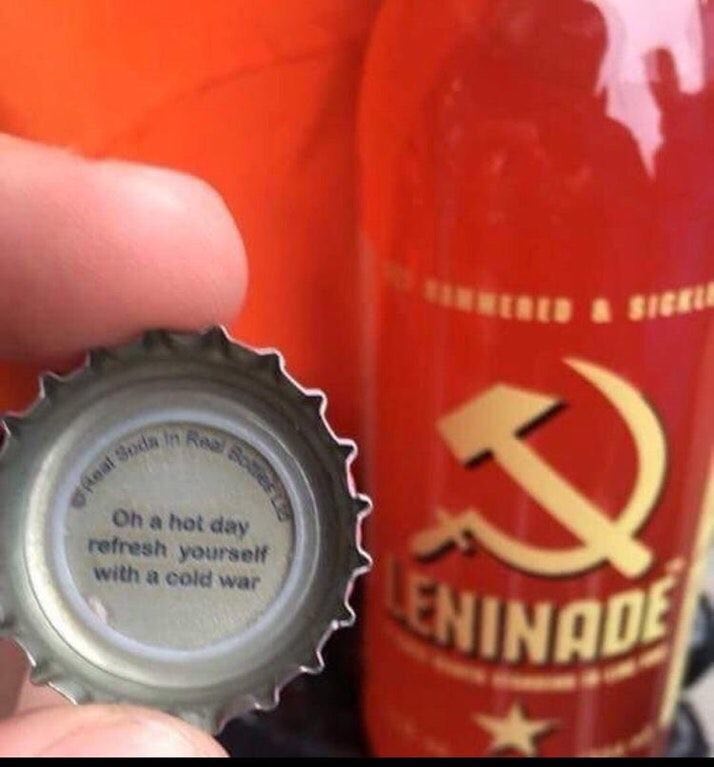 © Real Soda In Real Bottles Ltd
Oh a hot day
refresh yourself
with a cold war
HAMMERED & SICKLE
LENINADE